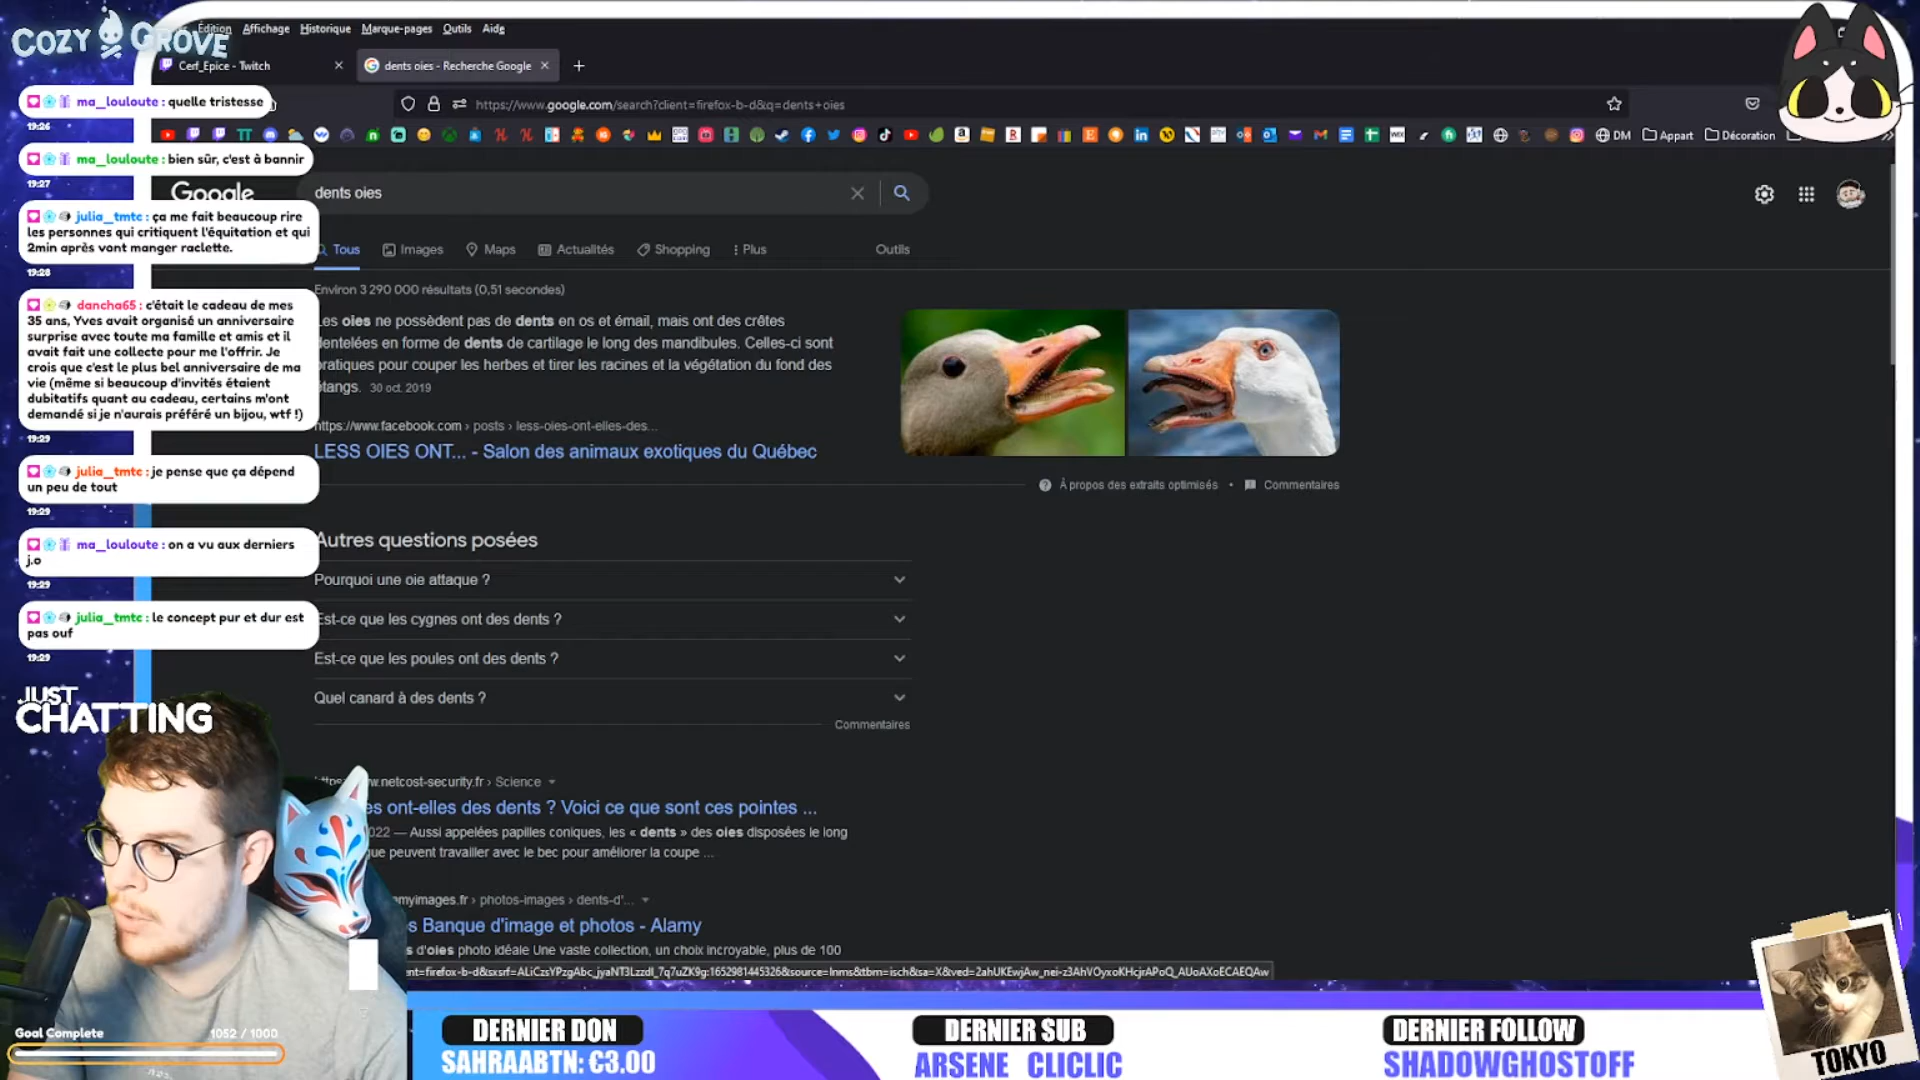 COZY GROVE
Édition Affichage Historique Marque-pages Outils Aide
Cerf_Epice - Twitch
dents oies - Recherche Google
https://www.google.com/search?client=firefox-b-d&q=dents+oies
DM
Appart
Décoration
Google
dents oies
Tous
Images
Maps
Actualités
Shopping
Plus
Outils
Environ 3 290 000 résultats (0,51 secondes)
es oies ne possèdent pas de dents en os et émail, mais ont des crêtes
dentelées en forme de dents de cartilage le long des mandibules. Celles-ci sont
pratiques pour couper les herbes et tirer les racines et la végétation du fond des
étangs. 30 oct. 2019
https://www.facebook.com › posts › less-oies-ont-elles-des...
LESS OIES ONT... - Salon des animaux exotiques du Québec
À propos des extraits optimisés • Commentaires
Autres questions posées
Pourquoi une oie attaque ?
Est-ce que les cygnes ont des dents ?
Est-ce que les poules ont des dents ?
Quel canard à des dents ?
Commentaires
w.netcost-security.fr › Science
es ont-elles des dents ? Voici ce que sont ces pointes ...
022 — Aussi appelées papilles coniques, les « dents » des oies disposées le long
que peuvent travailler avec le bec pour améliorer la coupe ...
amyimages.fr › photos-images › dents-d'...
s Banque d'image et photos - Alamy
s d'oies photo idéale Une vaste collection, un choix incroyable, plus de 100
ma_louloute : quelle tristesse
19:26
ma_louloute : bien sûr, c'est à bannir
19:27
julia_tmtc : ça me fait beaucoup rire
les personnes qui critiquent l'équitation et qui
2min après vont manger raclette.
19:28
dancha65 : c'était le cadeau de mes
35 ans, Yves avait organisé un anniversaire
surprise avec toute ma famille et amis et il
avait fait une collecte pour me l'offrir. Je
crois que c'est le plus bel anniversaire de ma
vie (même si beaucoup d'invités étaient
dubitatifs quant au cadeau, certains m'ont
demandé si je n'aurais préféré un bijou, wtf !)
19:29
julia_tmtc : je pense que ça dépend
un peu de tout
19:29
ma_louloute : on a vu aux derniers
j.o
19:29
julia_tmtc : le concept pur et dur est
pas ouf
19:29
JUST
CHATTING
Goal Complete 1052 / 1000
DERNIER DON
SAHRAABTN: €3.00
DERNIER SUB
ARSENE_CLICLIC
DERNIER FOLLOW
SHADOWGHOSTOFF
TOKYO